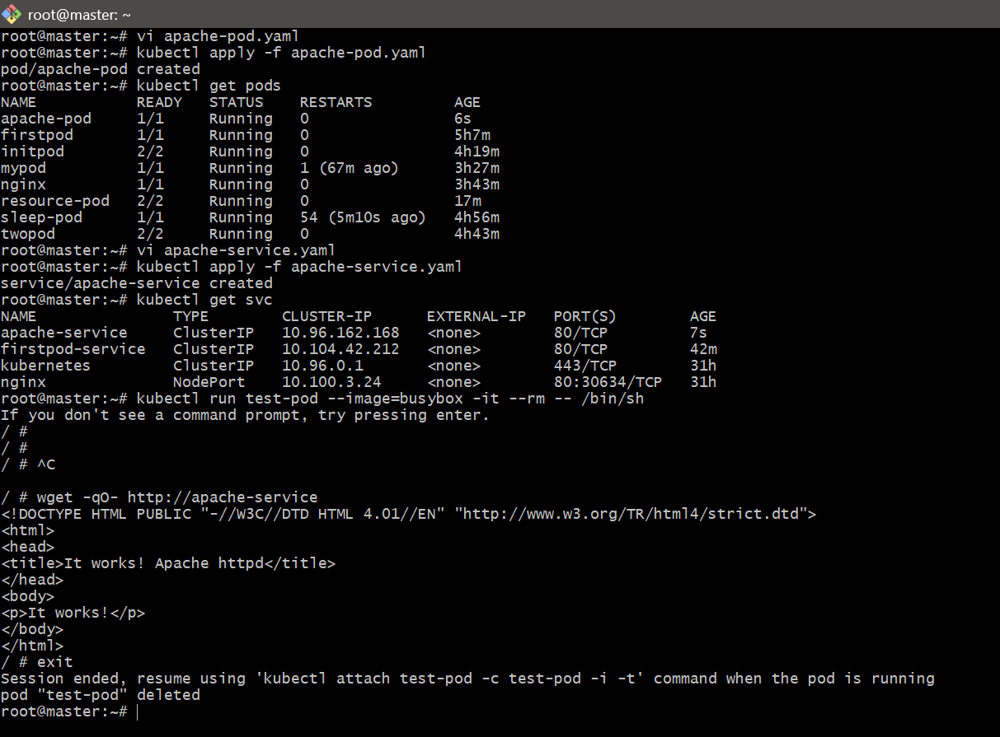 root@master: ~
root@master:~# vi apache-pod.yaml
root@master:~# kubectl apply -f apache-pod.yaml
pod/apache-pod created
root@master:~# kubectl get pods
NAME           READY   STATUS    RESTARTS         AGE
apache-pod     1/1     Running   0                6s
firstpod       1/1     Running   0                5h7m
initpod        2/2     Running   0                4h19m
mypod          1/1     Running   1 (67m ago)      3h27m
nginx          1/1     Running   0                3h43m
resource-pod   2/2     Running   0                17m
sleep-pod      1/1     Running   54 (5m10s ago)   4h56m
twopod         2/2     Running   0                4h43m
root@master:~# vi apache-service.yaml
root@master:~# kubectl apply -f apache-service.yaml
service/apache-service created
root@master:~# kubectl get svc
NAME               TYPE        CLUSTER-IP      EXTERNAL-IP   PORT(S)        AGE
apache-service     ClusterIP   10.96.162.168   <none>        80/TCP         7s
firstpod-service   ClusterIP   10.104.42.212   <none>        80/TCP         42m
kubernetes         ClusterIP   10.96.0.1       <none>        443/TCP        31h
nginx              NodePort    10.100.3.24     <none>        80:30634/TCP   31h
root@master:~# kubectl run test-pod --image=busybox -it --rm -- /bin/sh
If you don't see a command prompt, try pressing enter.
/ #
/ #
/ # ^C
/ # wget -qO- http://apache-service
<!DOCTYPE HTML PUBLIC "-//W3C//DTD HTML 4.01//EN" "http://www.w3.org/TR/html4/strict.dtd">
<html>
<head>
<title>It works! Apache httpd</title>
</head>
<body>
<p>It works!</p>
</body>
</html>
/ # exit
Session ended, resume using 'kubectl attach test-pod -c test-pod -i -t' command when the pod is running
pod "test-pod" deleted
root@master:~#